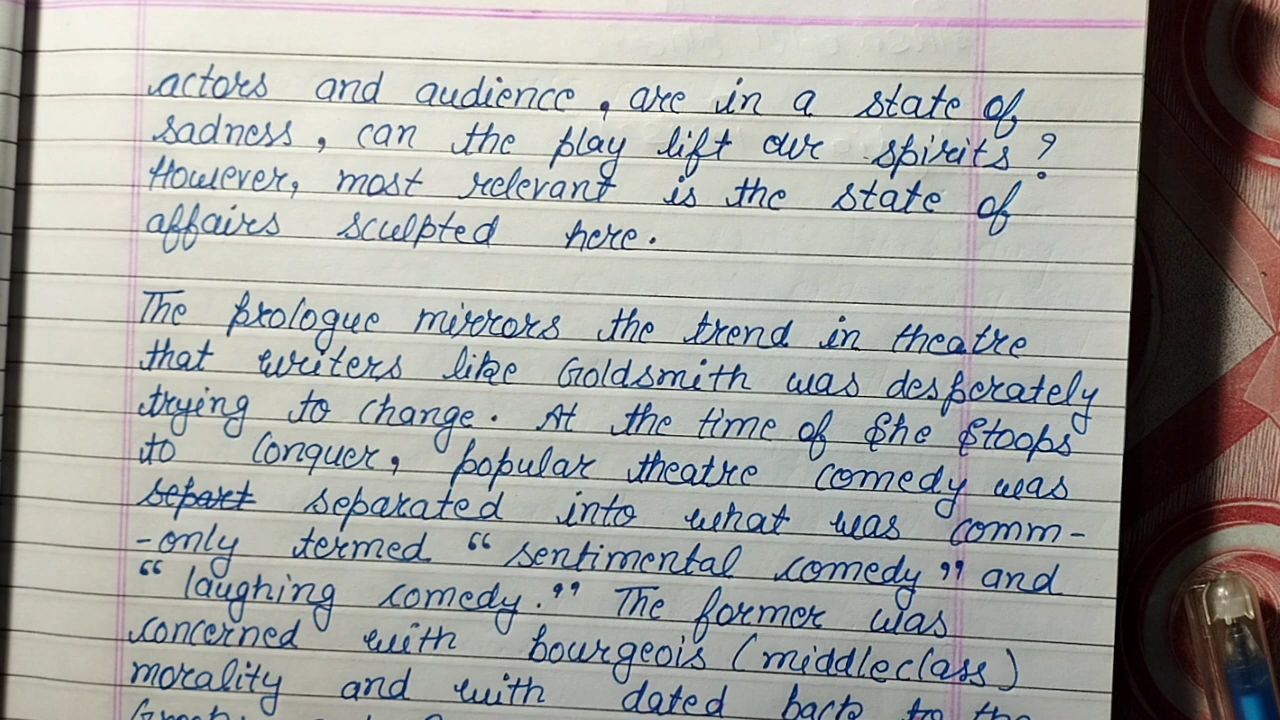 actors and audience, are in a state of
sadness, can the play lift our spirits?
However, most relevant is the state of
affairs sculpted here.
The prologue mirrors the trend in theatre
that writers like Goldsmith was desperately
trying to change. At the time of She Stoops
to Conquer, popular theatre comedy was
separt separated into what was comm-
-only termed "sentimental comedy" and
"laughing comedy." The former was
concerned with bourgeois (middleclass)
morality and with dated back to the